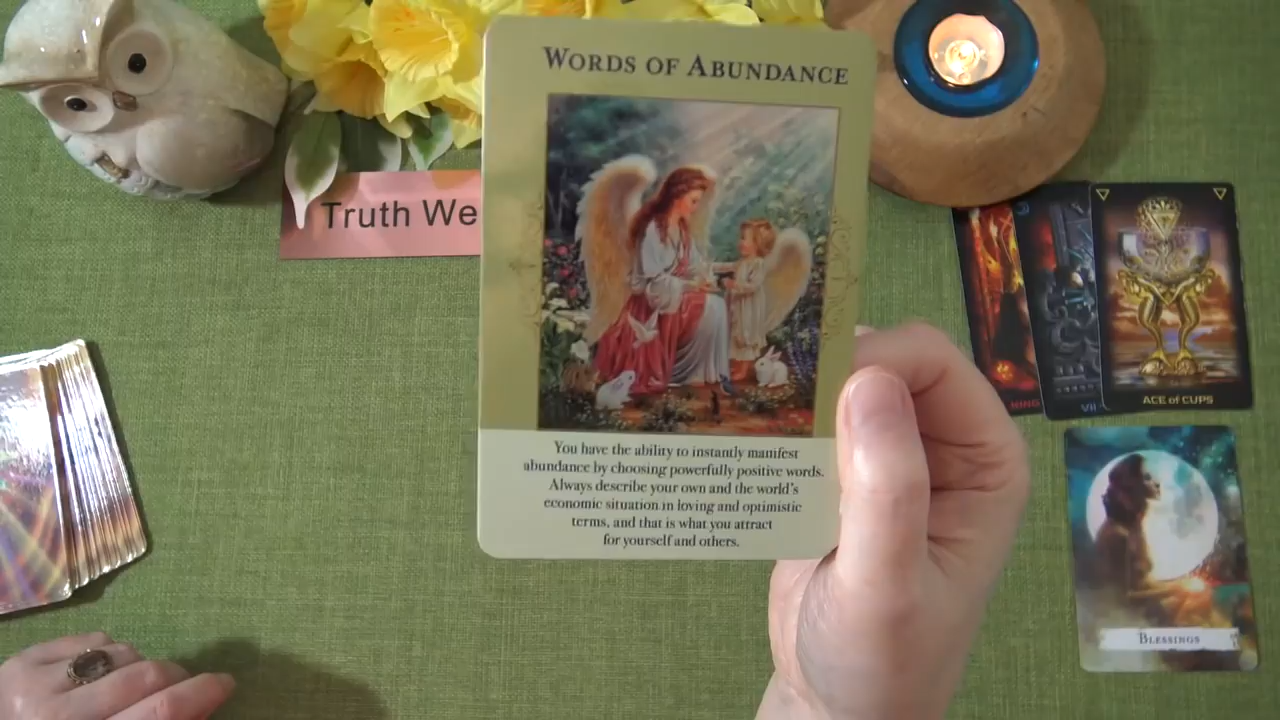 WORDS OF ABUNDANCE
Truth We
You have the ability to instantly manifest
abundance by choosing powerfully positive words.
Always describe your own and the world's
economic situation in loving and optimistic
terms, and that is what you attract
for yourself and others.
KING
VII
ACE of CUPS
BLESSINGS